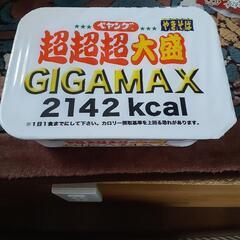 ペヤング
やきそば
超超超大盛
GIGAMAX
2142 kcal
※1日1食までにして下さい。カロリー摂取基準を上回る恐れがあります。